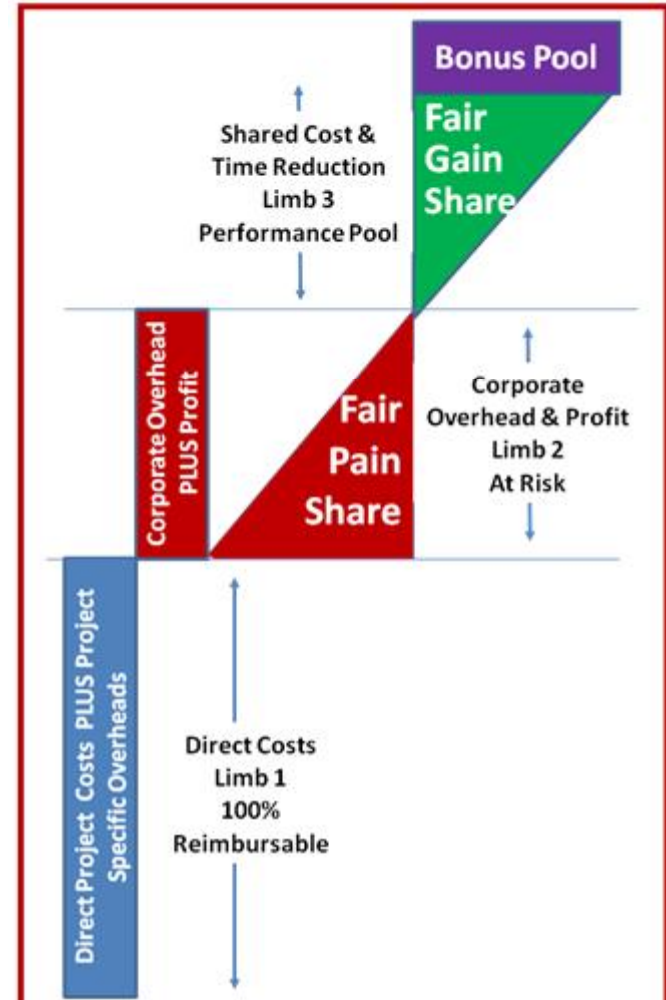 Bonus Pool
Fair
Gain
Share
Shared Cost &
Time Reduction
Limb 3
Performance Pool
Corporate Overhead
PLUS Profit
Fair
Pain
Share
Corporate
Overhead & Profit
Limb 2
At Risk
Direct Project Costs PLUS Project
Specific Overheads
Direct Costs
Limb 1
100%
Reimbursable